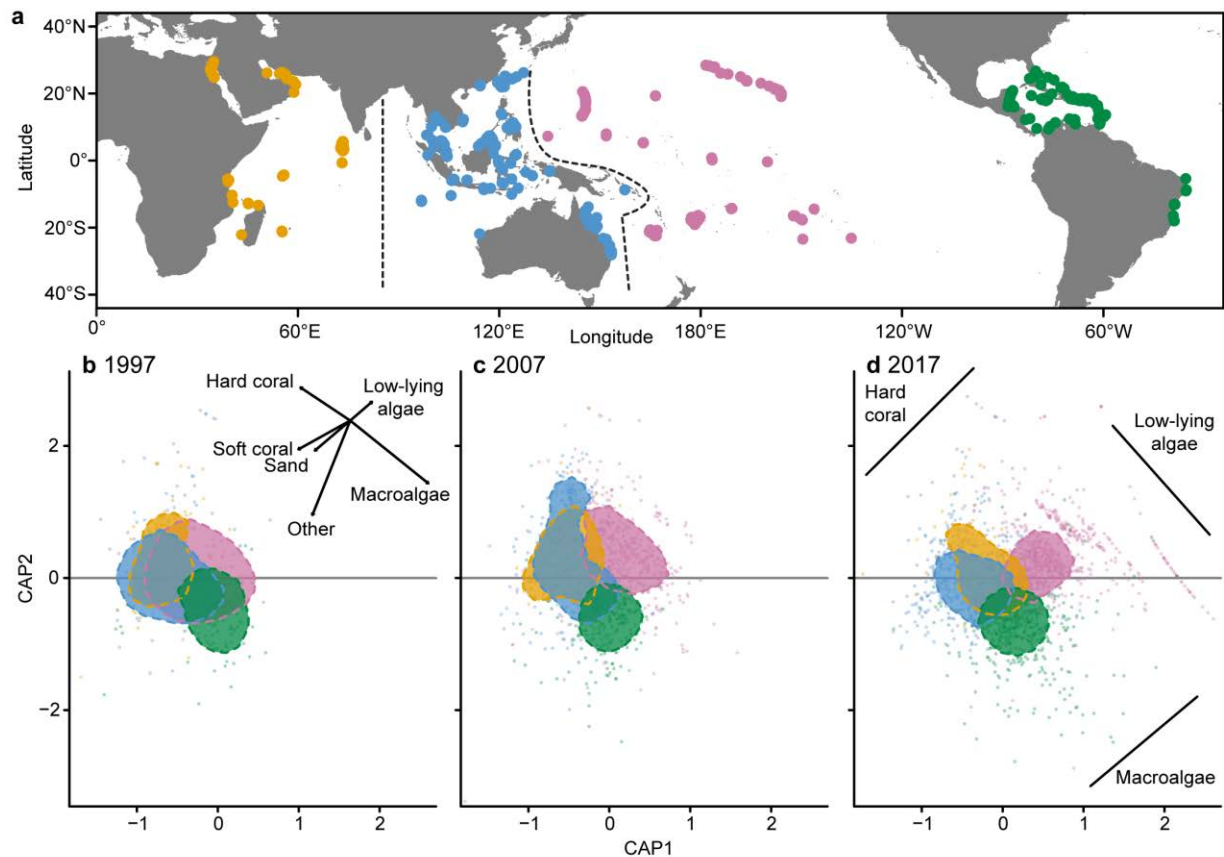 a
40°N
20°N
0°
20°S
40°S
Latitude
0°
60°E
120°E
180°E
120°W
60°W
Longitude
b 1997
Hard coral
Low-lying
algae
Soft coral
Sand
Macroalgae
Other
c 2007
d 2017
Hard
coral
Low-lying
algae
Macroalgae
CAP2
2
0
−2
−1
0
1
2
−1
0
1
2
−1
0
1
2
CAP1